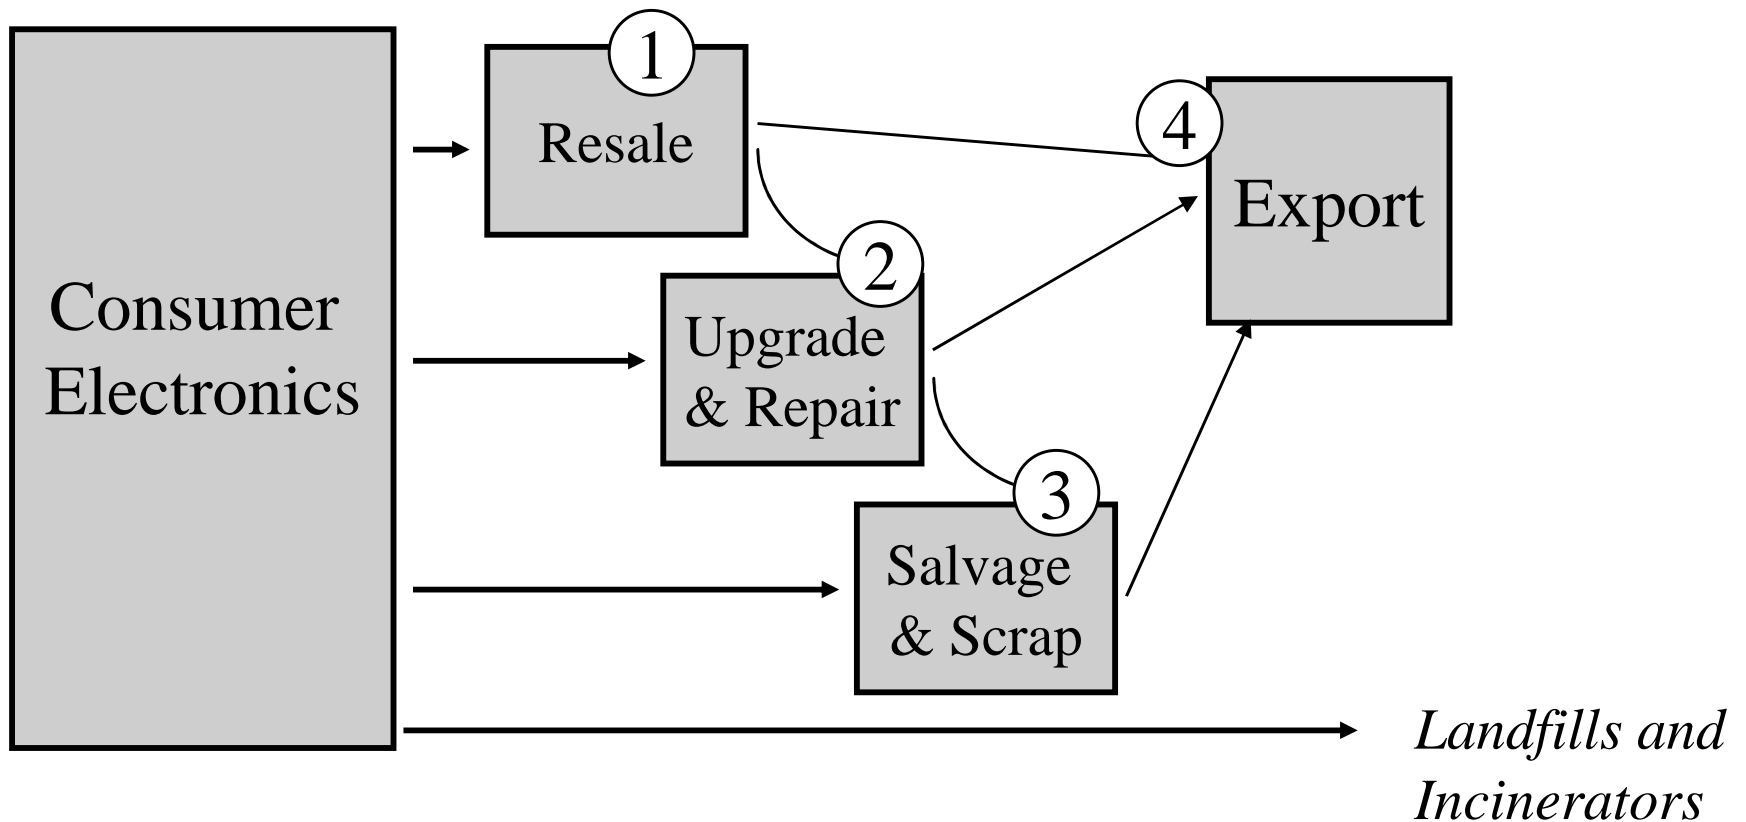 Consumer
Electronics
1
Resale
2
Upgrade
& Repair
3
Salvage
& Scrap
4
Export
Landfills and
Incinerators